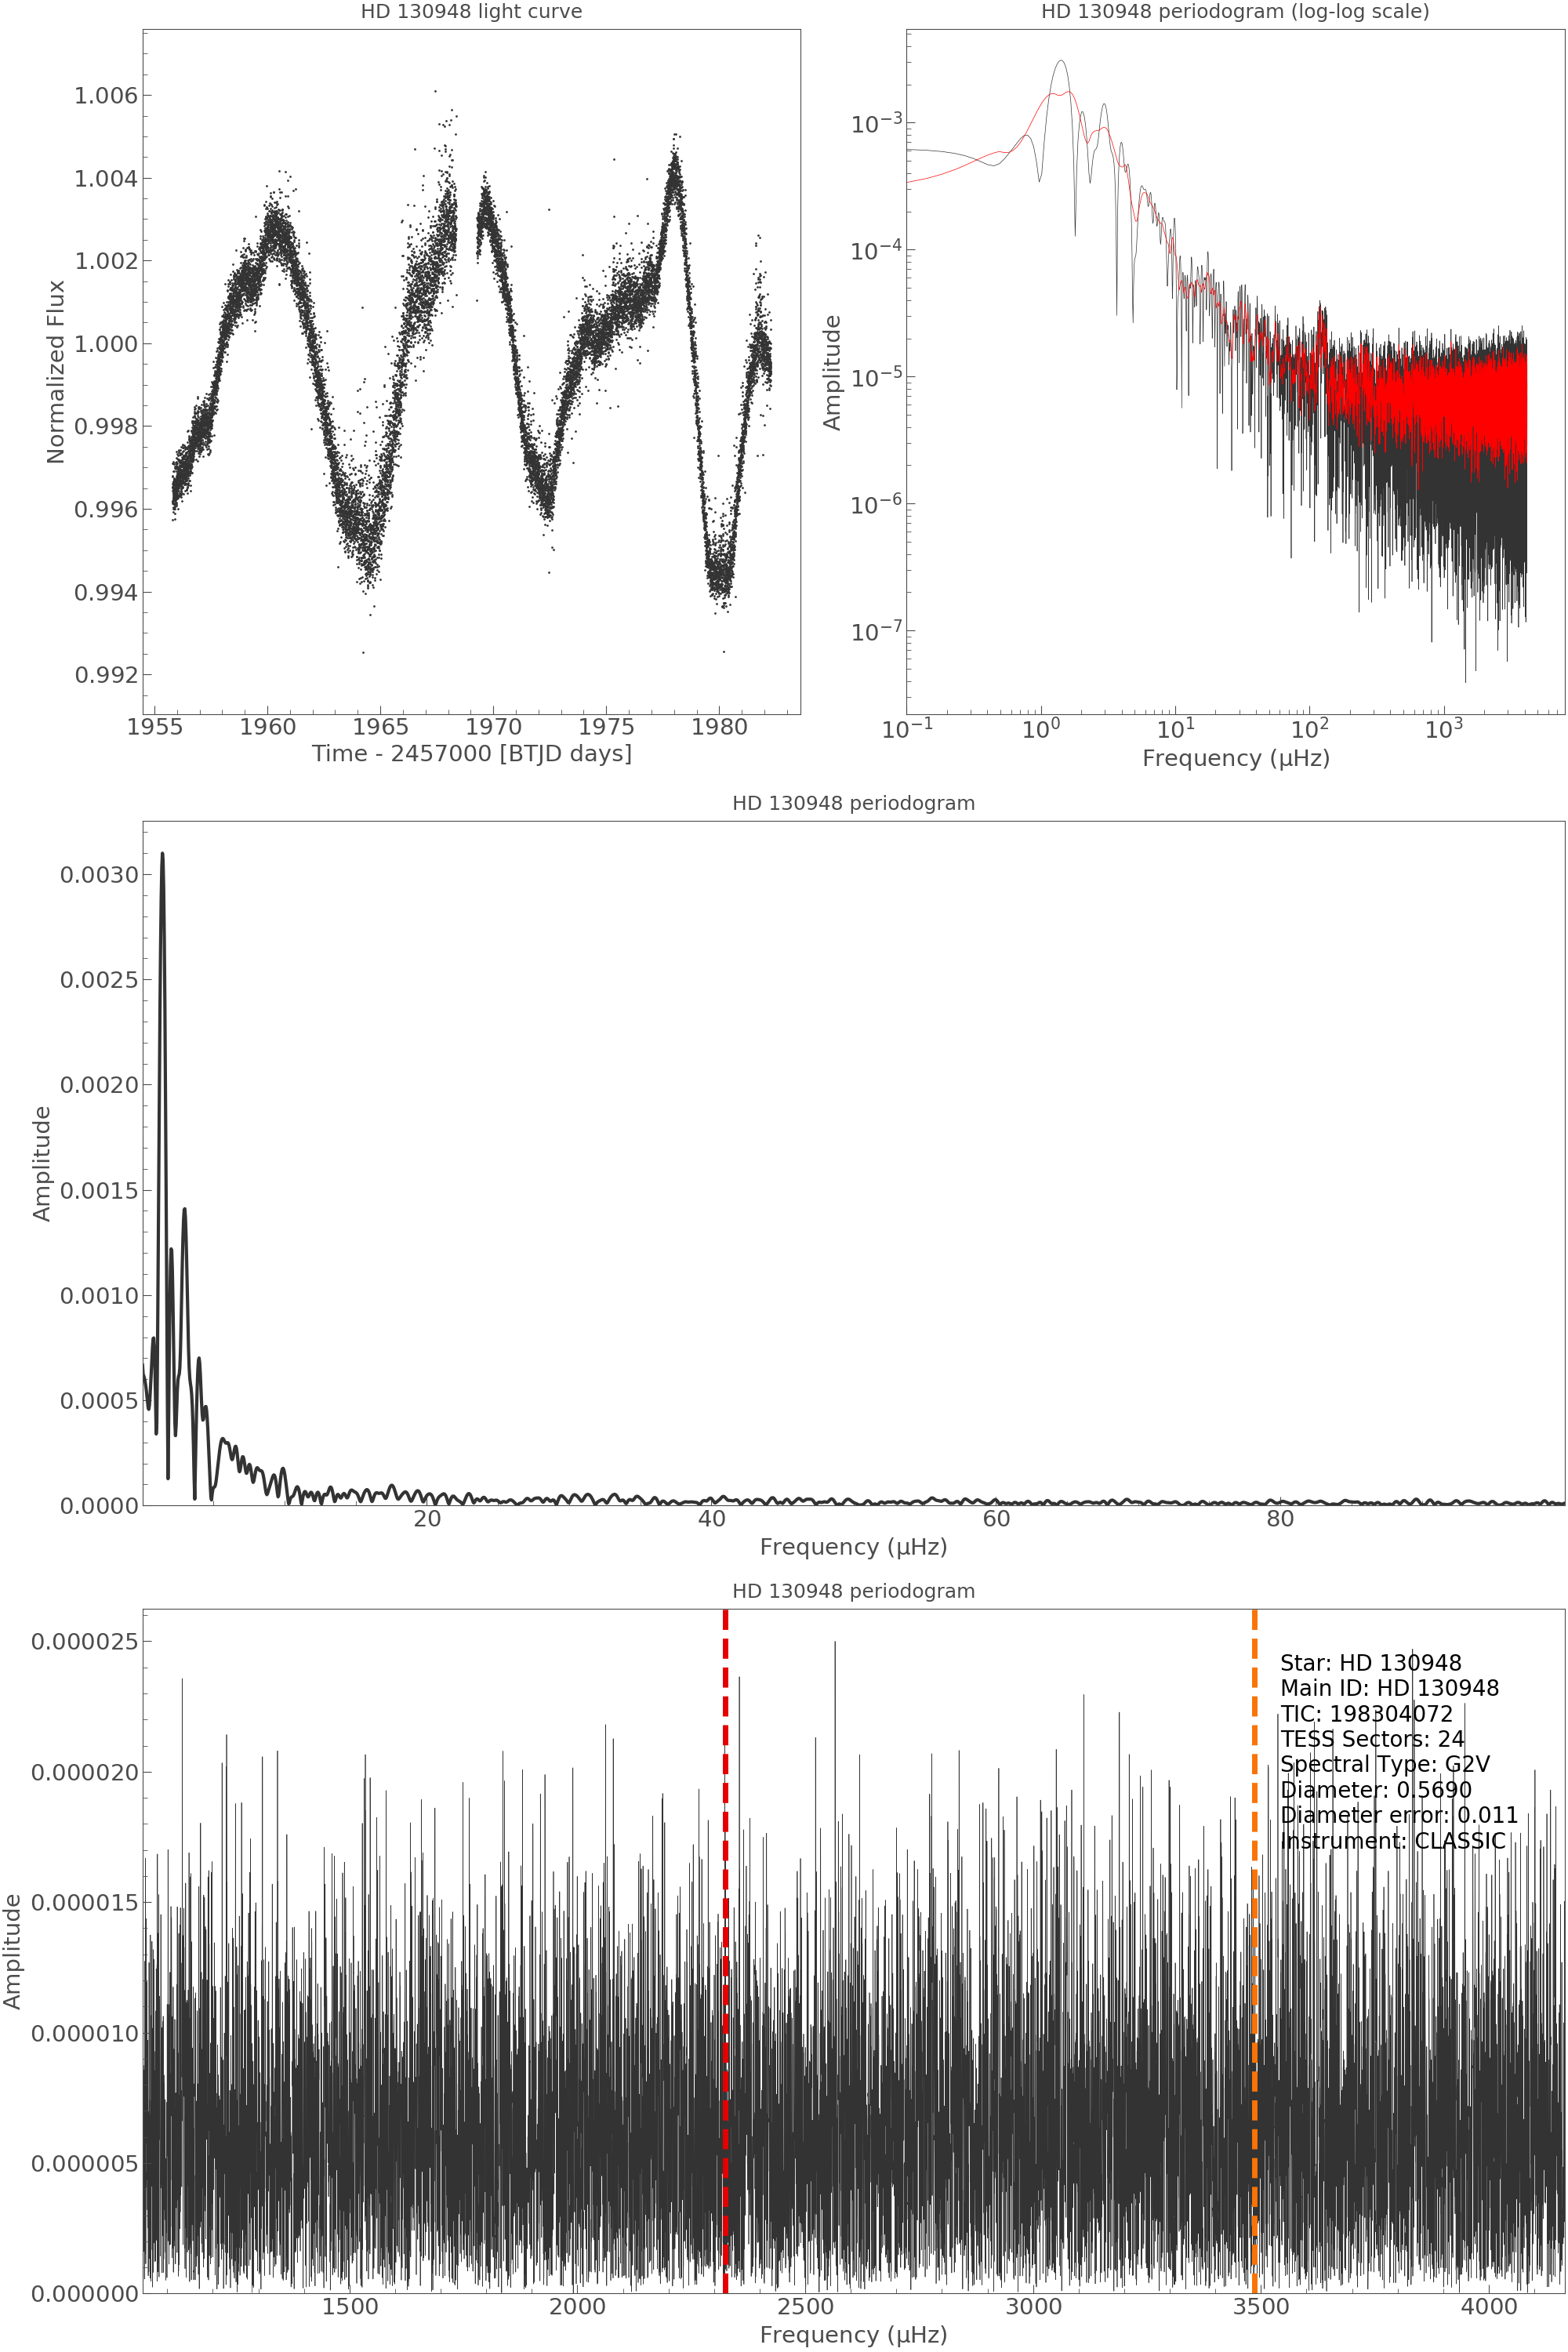 HD 130948 light curve
Normalized Flux
1.006
1.004
1.002
1.000
0.998
0.996
0.994
0.992
1955 1960 1965 1970 1975 1980
Time - 2457000 [BTJD days]
HD 130948 periodogram (log-log scale)
Amplitude
10⁻³
10⁻⁴
10⁻⁵
10⁻⁶
10⁻⁷
10⁻¹ 10⁰ 10¹ 10² 10³
Frequency (μHz)
HD 130948 periodogram
Amplitude
0.0030
0.0025
0.0020
0.0015
0.0010
0.0005
0.0000
20 40 60 80
Frequency (μHz)
HD 130948 periodogram
Amplitude
0.000025
0.000020
0.000015
0.000010
0.000005
0.000000
Star: HD 130948
Main ID: HD 130948
TIC: 198304072
TESS Sectors: 24
Spectral Type: G2V
Diameter: 0.5690
Diameter error: 0.011
Instrument: CLASSIC
1500 2000 2500 3000 3500 4000
Frequency (μHz)